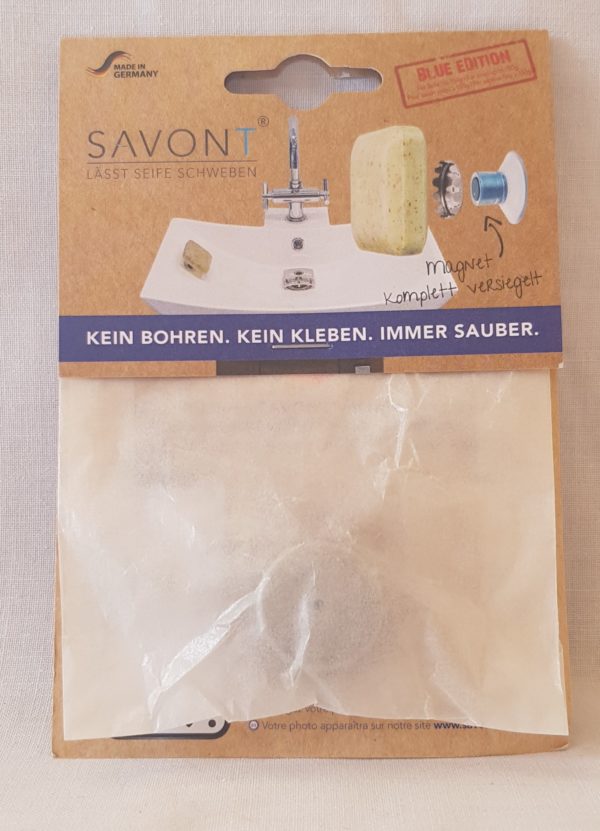 MADE IN
GERMANY
BLUE EDITION
SAVONT®
LÄSST SEIFE SCHWEBEN
magnet
komplett versiegelt
KEIN BOHREN. KEIN KLEBEN. IMMER SAUBER.
Votre photo apparaîtra sur notre site